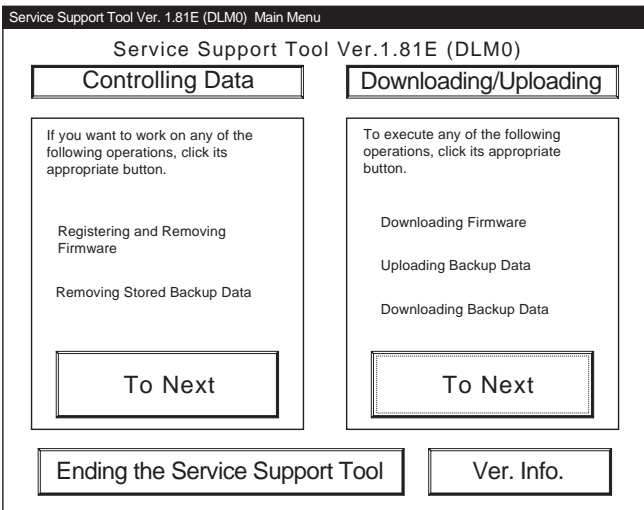 Service Support Tool Ver. 1.81E (DLM0) Main Menu
Service Support Tool Ver.1.81E (DLM0)
Controlling Data
If you want to work on any of the
following operations, click its
appropriate button.
Registering and Removing
Firmware
Removing Stored Backup Data
To Next
Downloading/Uploading
To execute any of the following
operations, click its appropriate
button.
Downloading Firmware
Uploading Backup Data
Downloading Backup Data
To Next
Ending the Service Support Tool
Ver. Info.